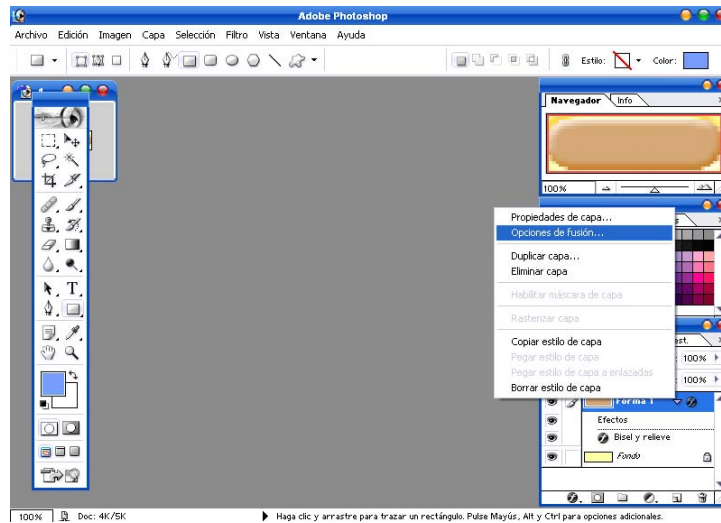 Adobe Photoshop
Archivo Edición Imagen Capa Selección Filtro Vista Ventana Ayuda
Estilo: Color:
Navegador Info
100%
Propiedades de capa...
Opciones de fusión...
Duplicar capa...
Eliminar capa
Habilitar máscara de capa
Rasterizar capa
Copiar estilo de capa
Pegar estilo de capa
Pegar estilo de capa a enlazadas
Borrar estilo de capa
100%
100%
Forma 1
Efectos
Bisel y relieve
Fondo
100% Doc: 4K/5K Haga clic y arrastre para trazar un rectángulo. Pulse Mayús, Alt y Ctrl para opciones adicionales.